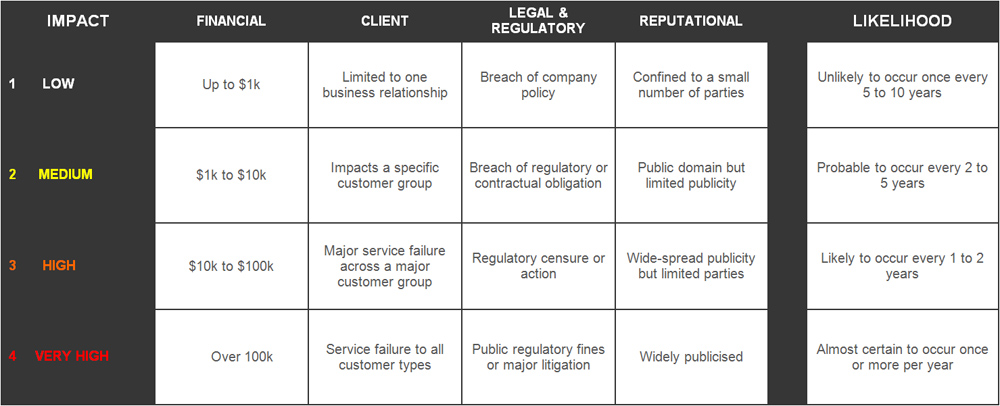 IMPACT
FINANCIAL
CLIENT
LEGAL &
REGULATORY
REPUTATIONAL
LIKELIHOOD
1 LOW
Up to $1k
Limited to one
business relationship
Breach of company
policy
Confined to a small
number of parties
Unlikely to occur once every
5 to 10 years
2 MEDIUM
$1k to $10k
Impacts a specific
customer group
Breach of regulatory or
contractual obligation
Public domain but
limited publicity
Probable to occur every 2 to
5 years
3 HIGH
$10k to $100k
Major service failure
across a major
customer group
Regulatory censure or
action
Wide-spread publicity
but limited parties
Likely to occur every 1 to 2
years
4 VERY HIGH
Over 100k
Service failure to all
customer types
Public regulatory fines
or major litigation
Widely publicised
Almost certain to occur once
or more per year